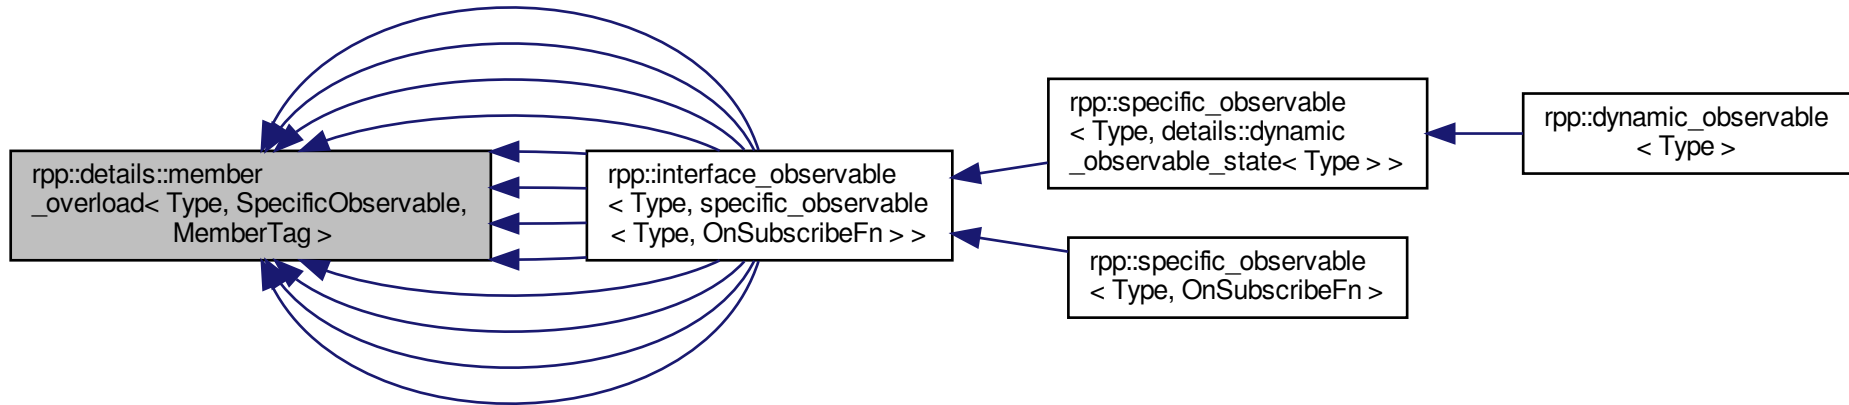 rpp::details::member
_overload< Type, SpecificObservable,
MemberTag >
rpp::interface_observable
< Type, specific_observable
< Type, OnSubscribeFn > >
rpp::specific_observable
< Type, details::dynamic
_observable_state< Type > >
rpp::dynamic_observable
< Type >
rpp::specific_observable
< Type, OnSubscribeFn >